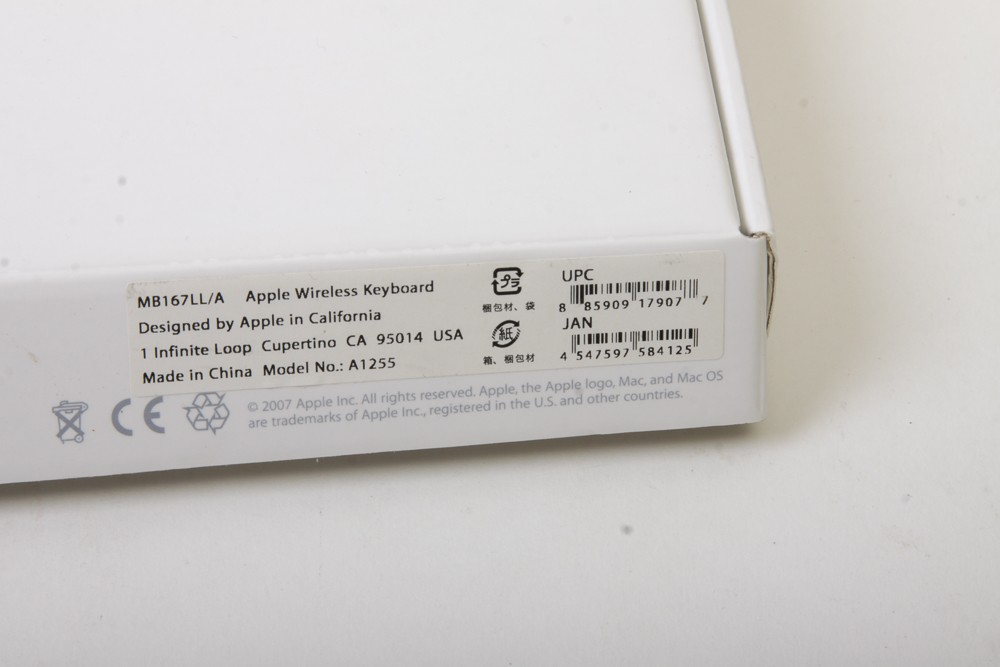 MB167LL/A Apple Wireless Keyboard
Designed by Apple in California
1 Infinite Loop Cupertino CA 95014 USA
Made in China Model No.: A1255
プラ
梱包材、袋
紙
箱、梱包材
UPC
8 85909 17907 7
JAN
4 547597 584125
CE
© 2007 Apple Inc. All rights reserved. Apple, the Apple logo, Mac, and Mac OS
are trademarks of Apple Inc., registered in the U.S. and other countries.